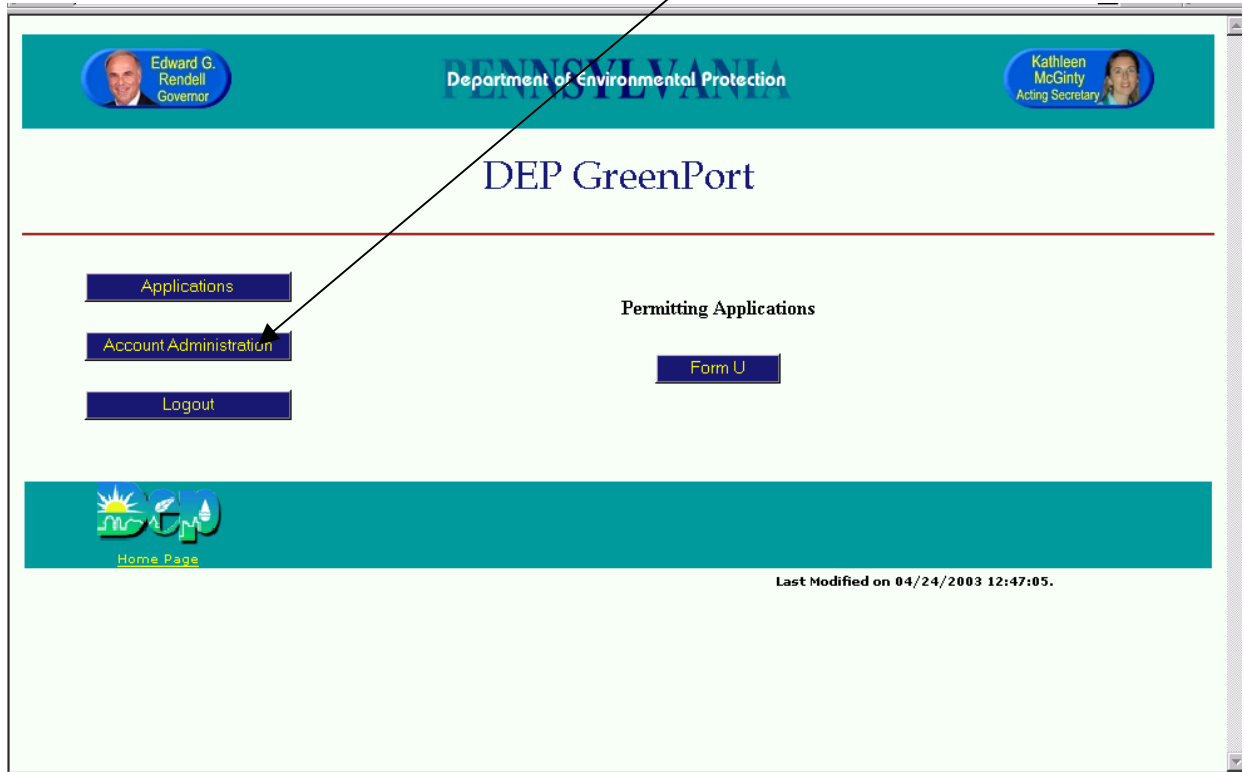 Edward G.
Rendell
Governor
PENNSYLVANIA
Department of Environmental Protection
Kathleen
McGinty
Acting Secretary
DEP GreenPort
Applications
Account Administration
Logout
Permitting Applications
Form U
Dep
Home Page
Last Modified on 04/24/2003 12:47:05.